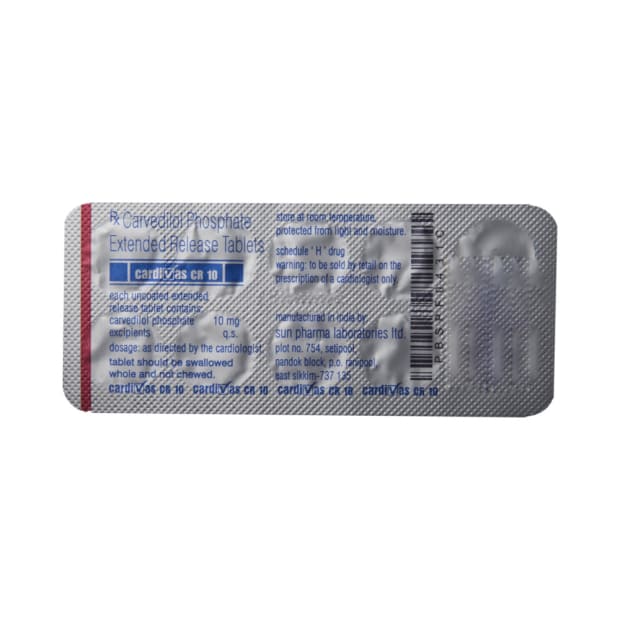 Rx Carvedilol Phosphate
Extended Release Tablets
cardivas CR 10
each uncoated extended
release tablet contains:
carvedilol phosphate 10 mg
excipients q.s.
dosage: as directed by the cardiologist.
tablet should be swallowed
whole and not chewed.
store at room temperature.
protected from light and moisture.
schedule 'H' drug
warning: to be sold by retail on the
prescription of a cardiologist only.
manufactured in India by:
sun pharma laboratories ltd.
plot no. 754, setipool,
nandok block, p.o. ranipool,
east sikkim-737 135
cardivas CR 10 cardivas CR 10 cardivas CR 10 cardivas CR 10